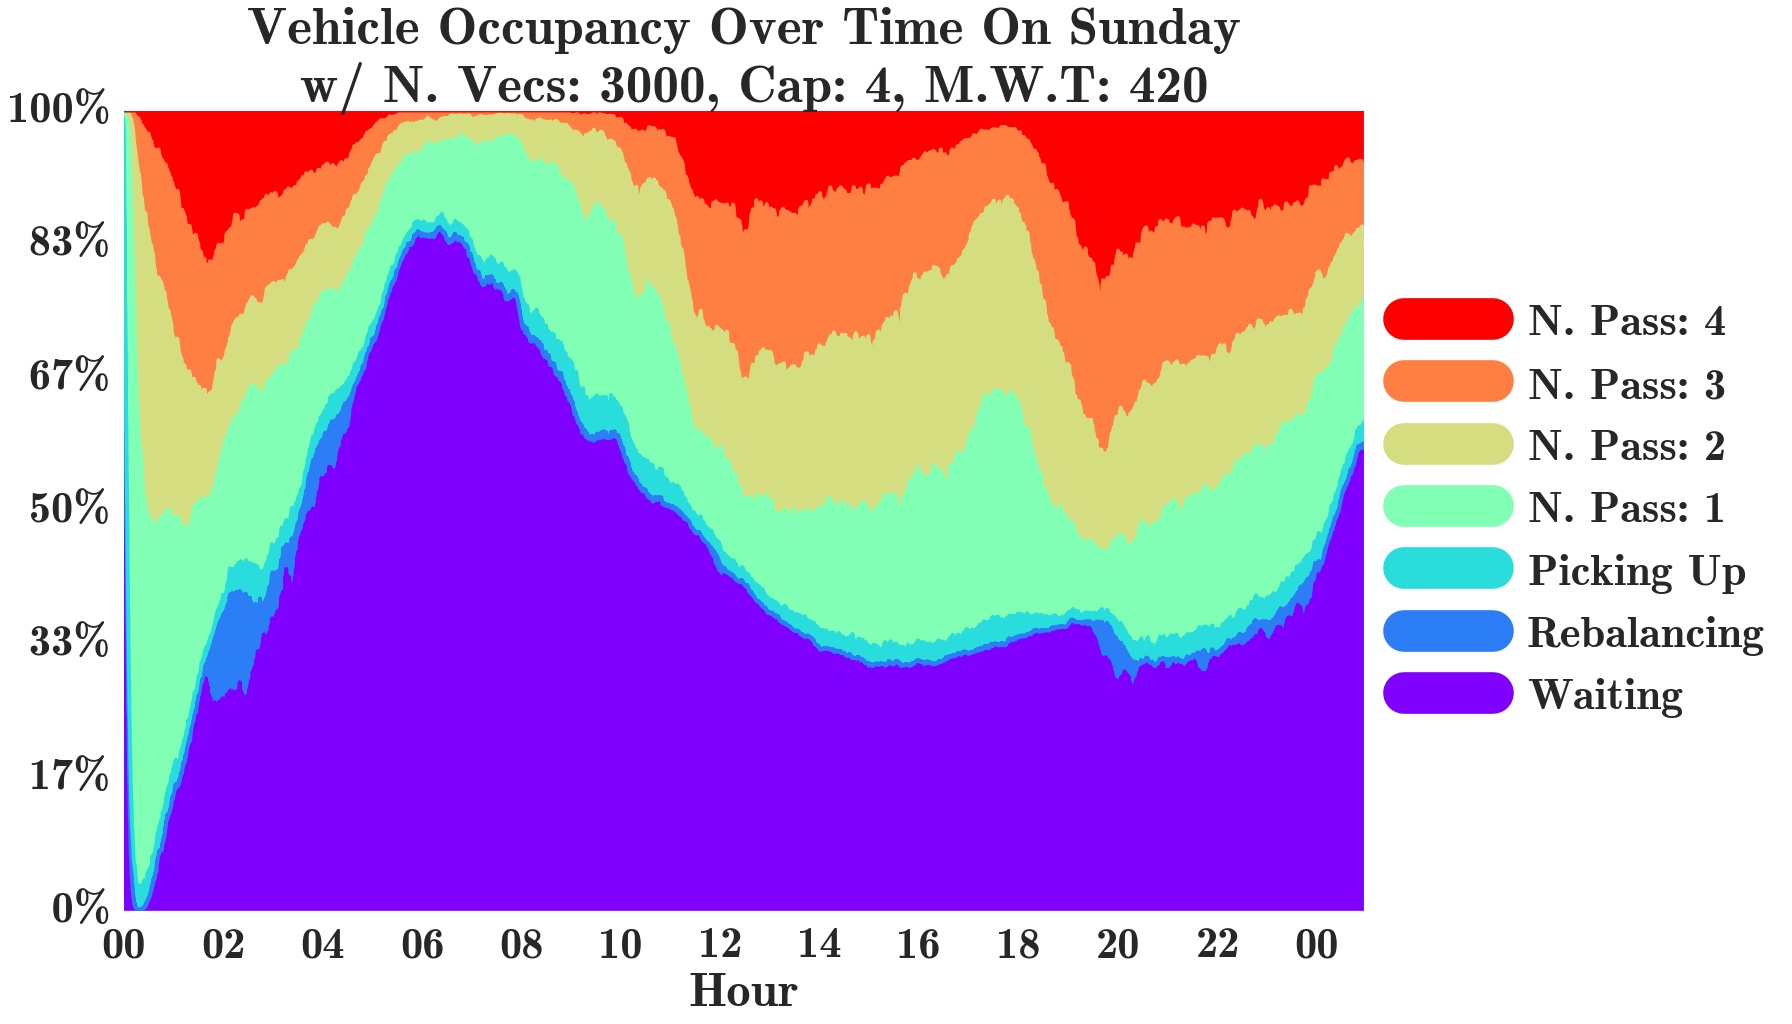 Vehicle Occupancy Over Time On Sunday
w/ N. Vecs: 3000, Cap: 4, M.W.T: 420
100%
83%
67%
50%
33%
17%
0%
00 02 04 06 08 10 12 14 16 18 20 22 00
Hour
N. Pass: 4
N. Pass: 3
N. Pass: 2
N. Pass: 1
Picking Up
Rebalancing
Waiting